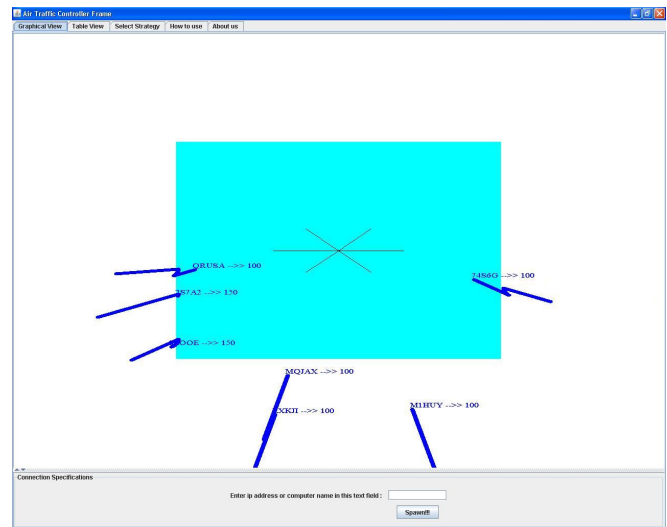 Air Traffic Controller Frame
Graphical View Table View Select Strategy How to use About us
QRUSA -->> 100
74S6G -->> 100
7S7A2 -->> 150
OOE -->> 150
MQJAX -->> 100
XKJI -->> 100
M1HUY -->> 100
Connection Specifications
Enter ip address or computer name in this text field :
Spawn!!!